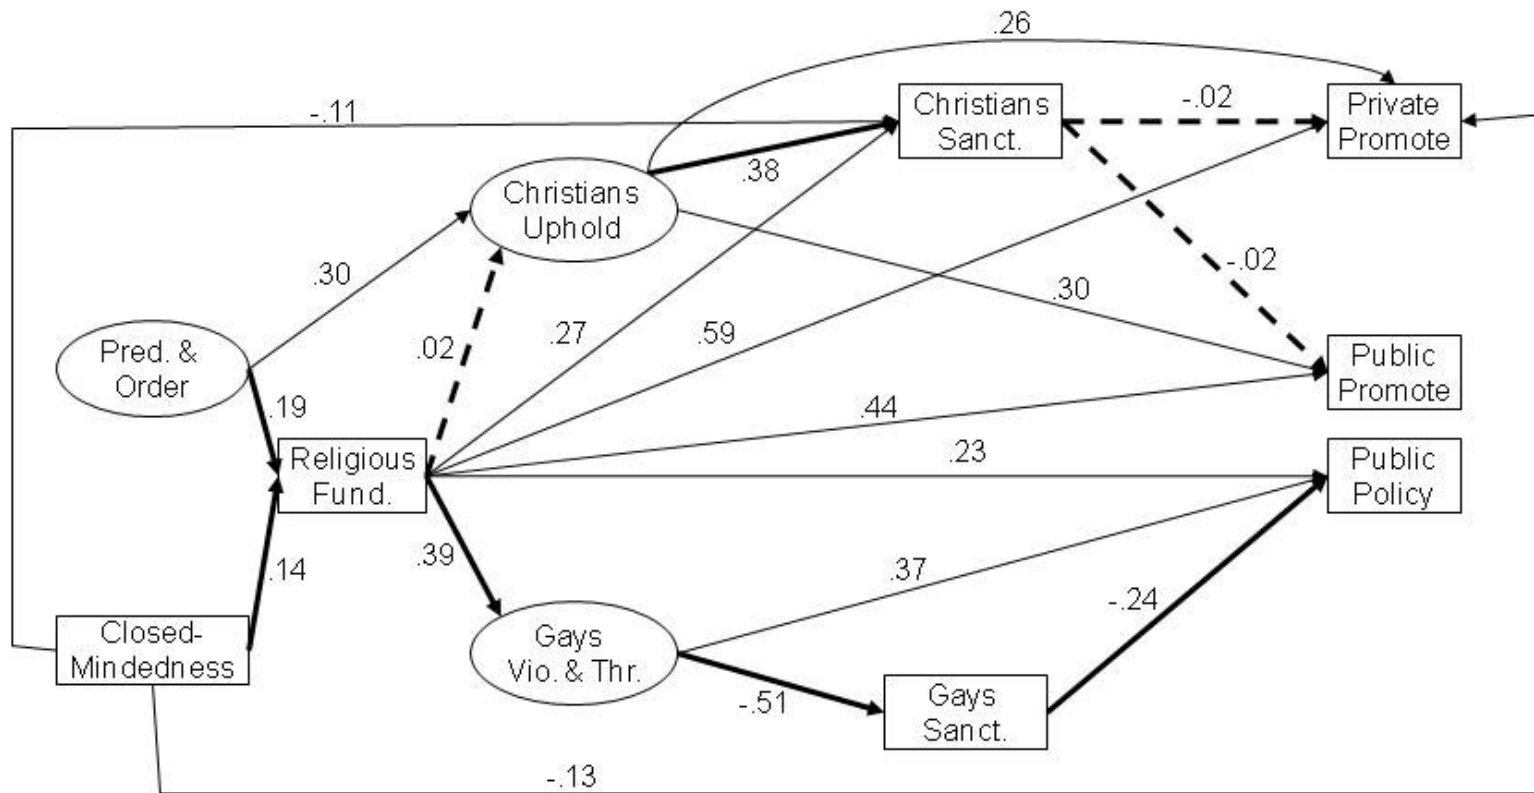 .26
-.11
Christians
Sanct.
-.02
Private
Promote
.38
Christians
Uphold
.30
-.02
.30
.02
.27
.59
Pred. &
Order
Public
Promote
.19
.44
Religious
Fund.
.23
Public
Policy
.39
.14
.37
-.24
Closed-
Mindedness
Gays
Vio. & Thr.
-.51
Gays
Sanct.
-.13